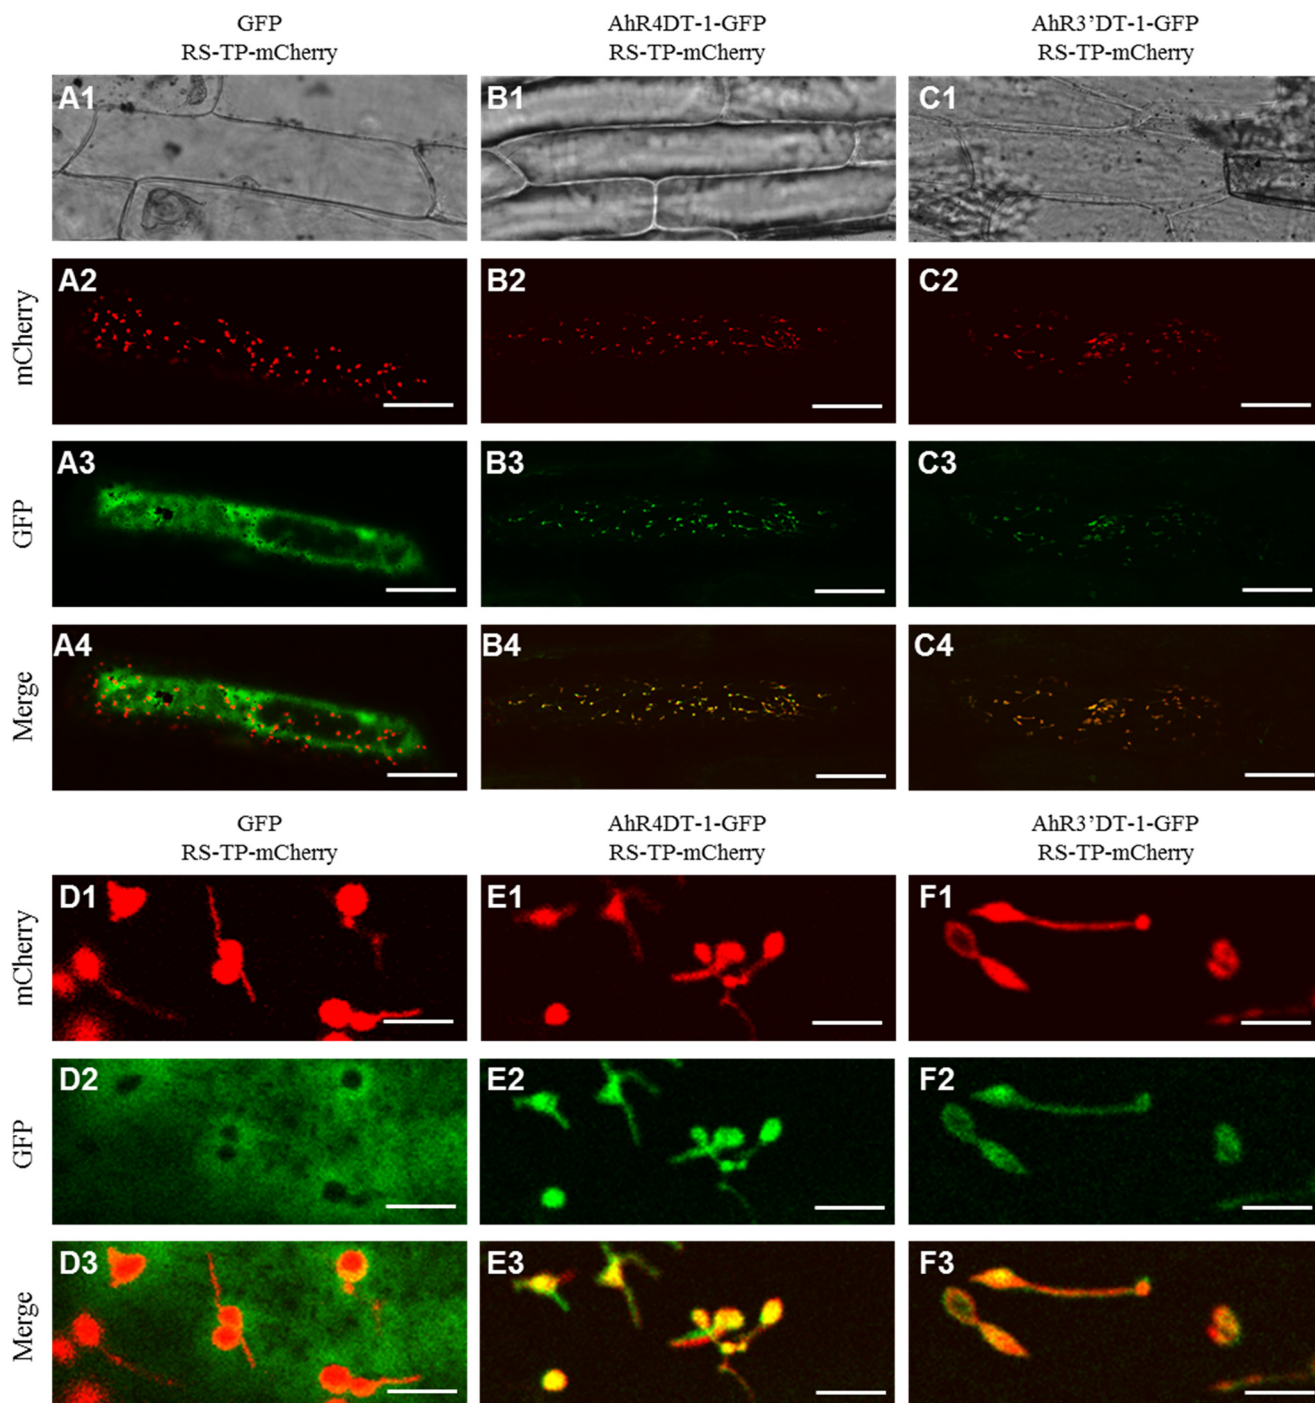 GFP
RS-TP-mCherry
AhR4DT-1-GFP
RS-TP-mCherry
AhR3’DT-1-GFP
RS-TP-mCherry
A1
B1
C1
mCherry
A2
B2
C2
GFP
A3
B3
C3
Merge
A4
B4
C4
GFP
RS-TP-mCherry
AhR4DT-1-GFP
RS-TP-mCherry
AhR3’DT-1-GFP
RS-TP-mCherry
mCherry
D1
E1
F1
GFP
D2
E2
F2
Merge
D3
E3
F3